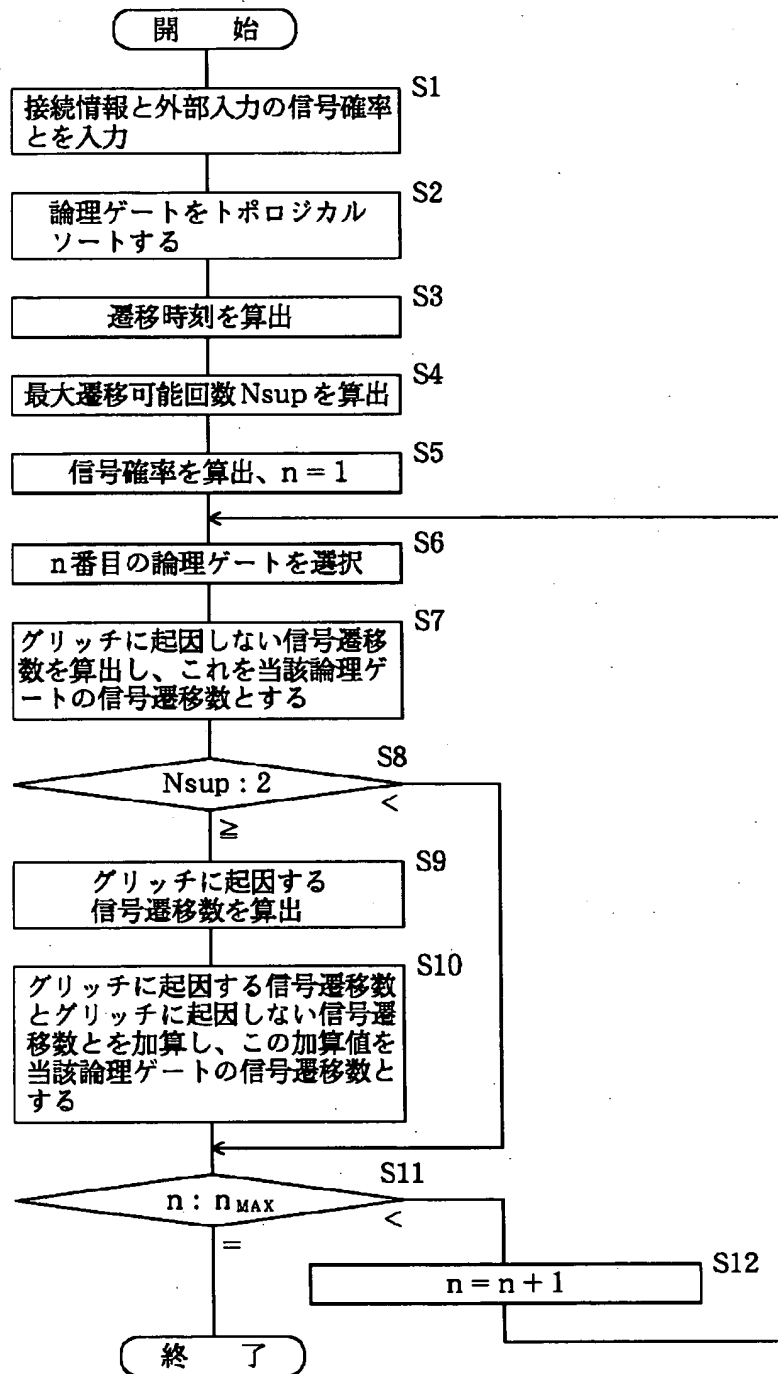 開 始
S1
接続情報と外部入力の信号確率
とを入力
S2
論理ゲートをトポロジカル
ソートする
S3
遷移時刻を算出
S4
最大遷移可能回数Nsupを算出
S5
信号確率を算出、n = 1
S6
n番目の論理ゲートを選択
S7
グリッチに起因しない信号遷移
数を算出し、これを当該論理ゲ
ートの信号遷移数とする
S8
Nsup : 2
<
≧
S9
グリッチに起因する
信号遷移数を算出
S10
グリッチに起因する信号遷移数
とグリッチに起因しない信号遷
移数とを加算し、この加算値を
当該論理ゲートの信号遷移数と
する
S11
n : nMAX
<
=
S12
n = n + 1
終 了